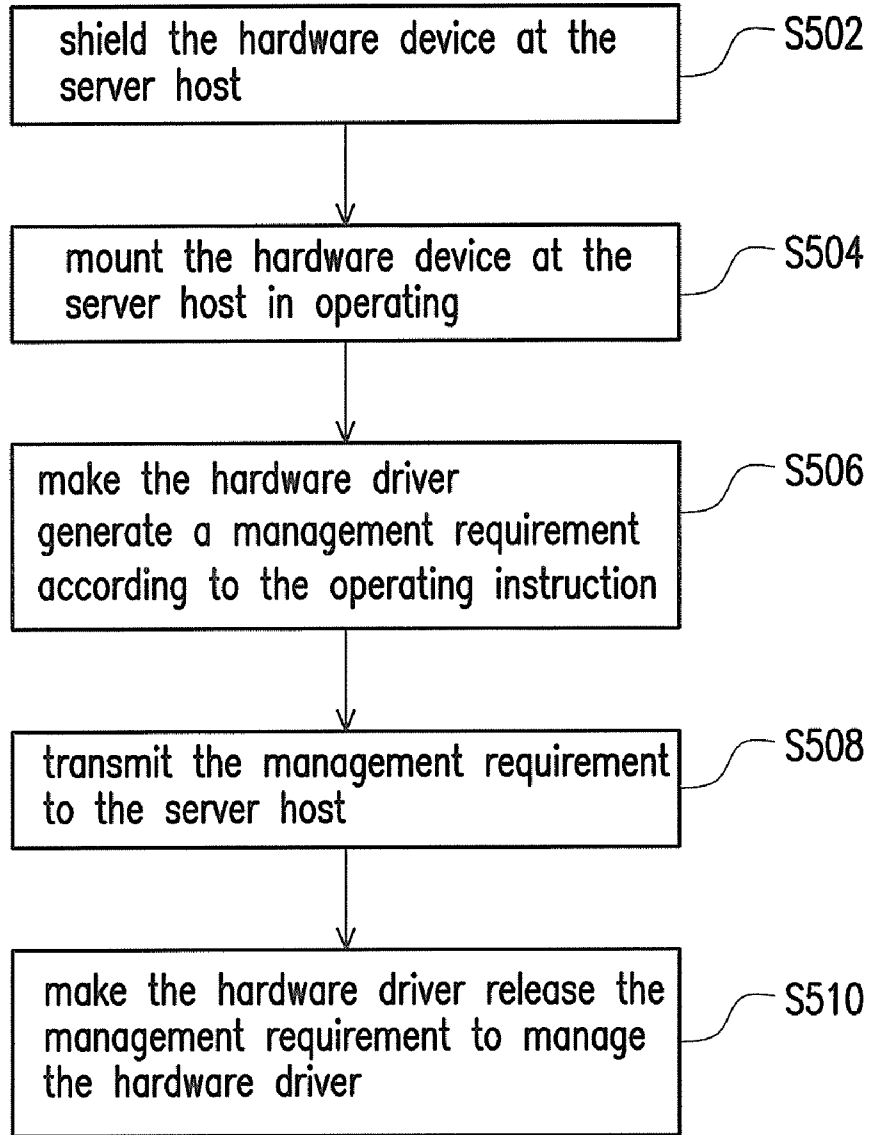 shield the hardware device at the
server host
S502
mount the hardware device at the
server host in operating
S504
make the hardware driver
generate a management requirement
according to the operating instruction
S506
transmit the management requirement
to the server host
S508
make the hardware driver release the
management requirement to manage
the hardware driver
S510